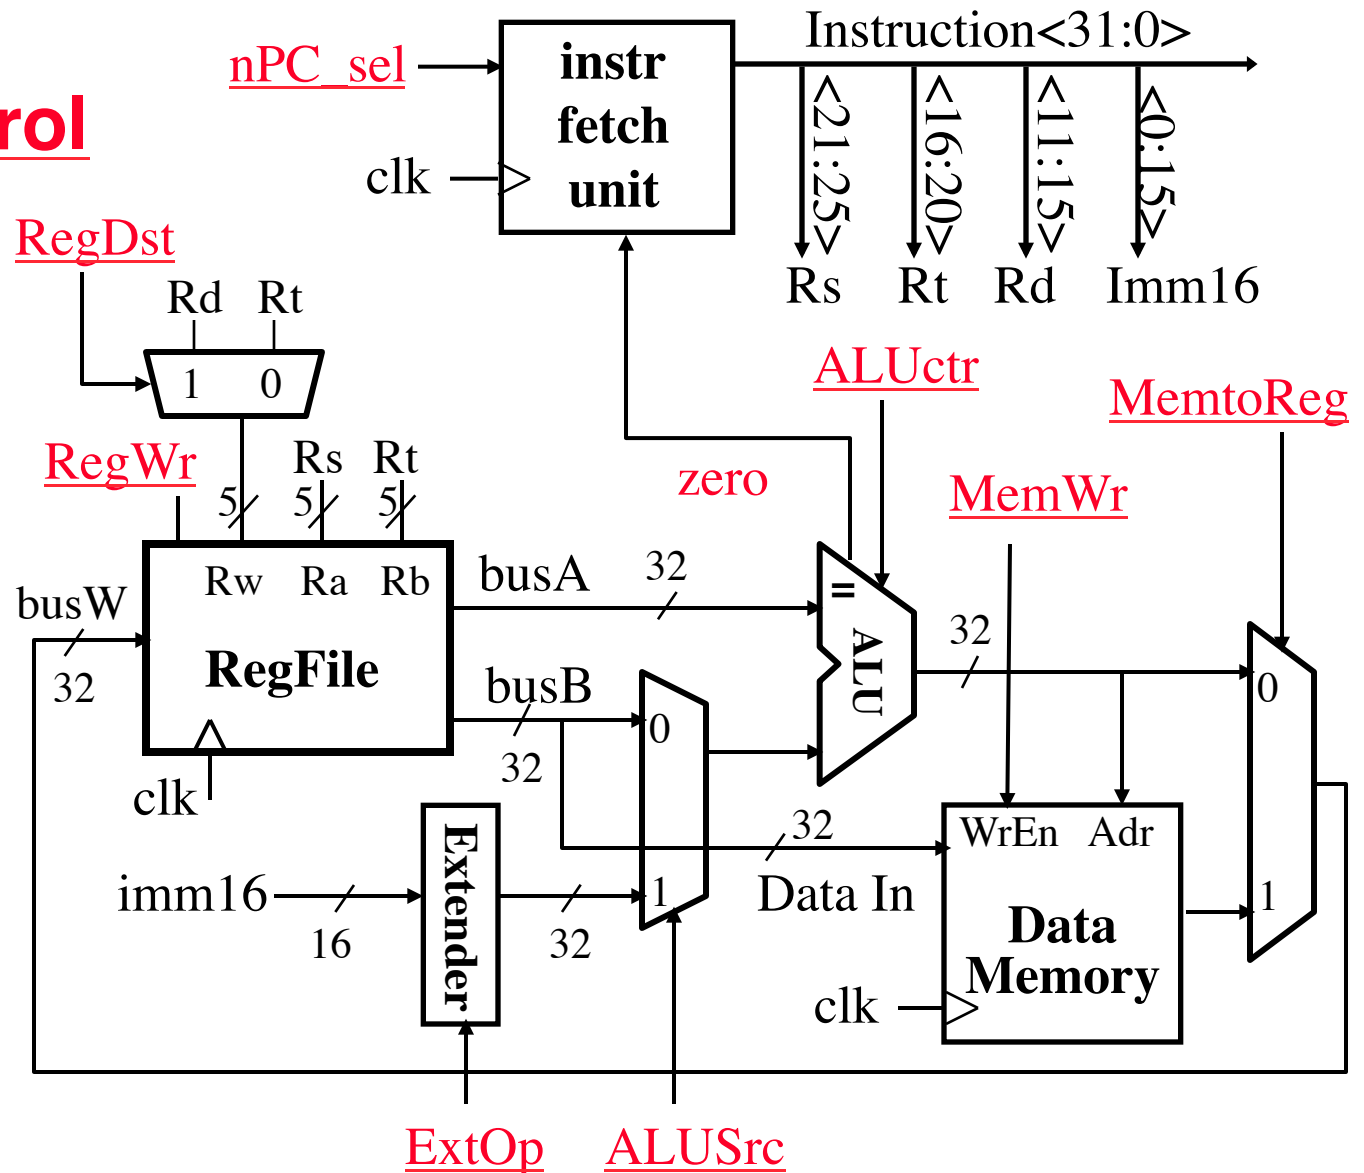 Instruction<31:0>
nPC_sel
instr
fetch
unit
rol
clk
<21:25>
<16:20>
<11:15>
<0:15>
RegDst
Rs
Rt
Rd
Imm16
Rd
Rt
1
0
ALUctr
MemtoReg
RegWr
Rs
Rt
zero
MemWr
5
5
5
busW
32
Rw
Ra
Rb
RegFile
clk
busA
32
busB
32
=
ALU
32
0
1
0
1
imm16
16
Extender
32
32
Data In
WrEn
Adr
Data
Memory
clk
ExtOp
ALUSrc